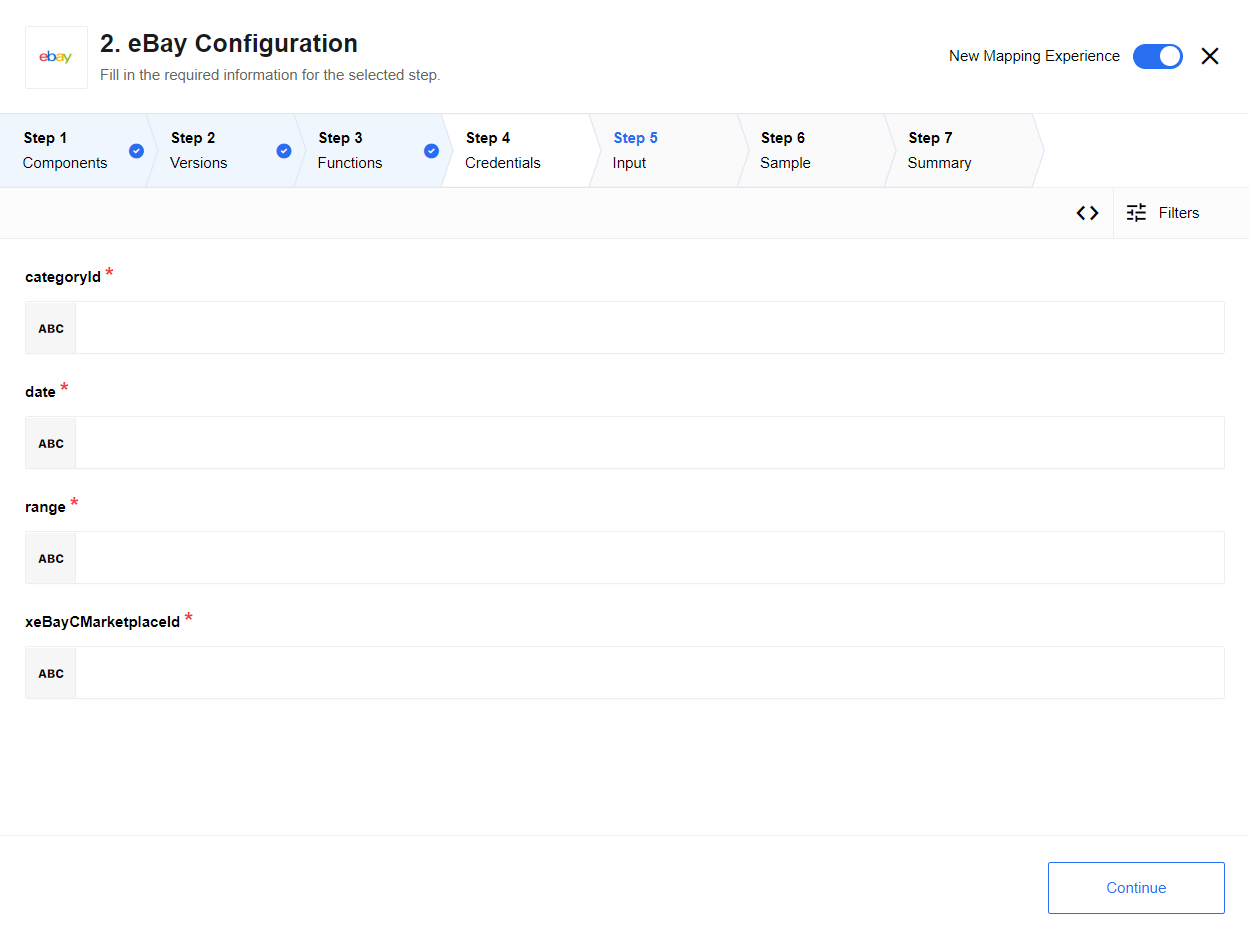 ebay
2. eBay Configuration
Fill in the required information for the selected step.
New Mapping Experience
Step 1
Components
Step 2
Versions
Step 3
Functions
Step 4
Credentials
Step 5
Input
Step 6
Sample
Step 7
Summary
Filters
categoryId *
ABC
date *
ABC
range *
ABC
xeBayCMarketplaceId *
ABC
Continue